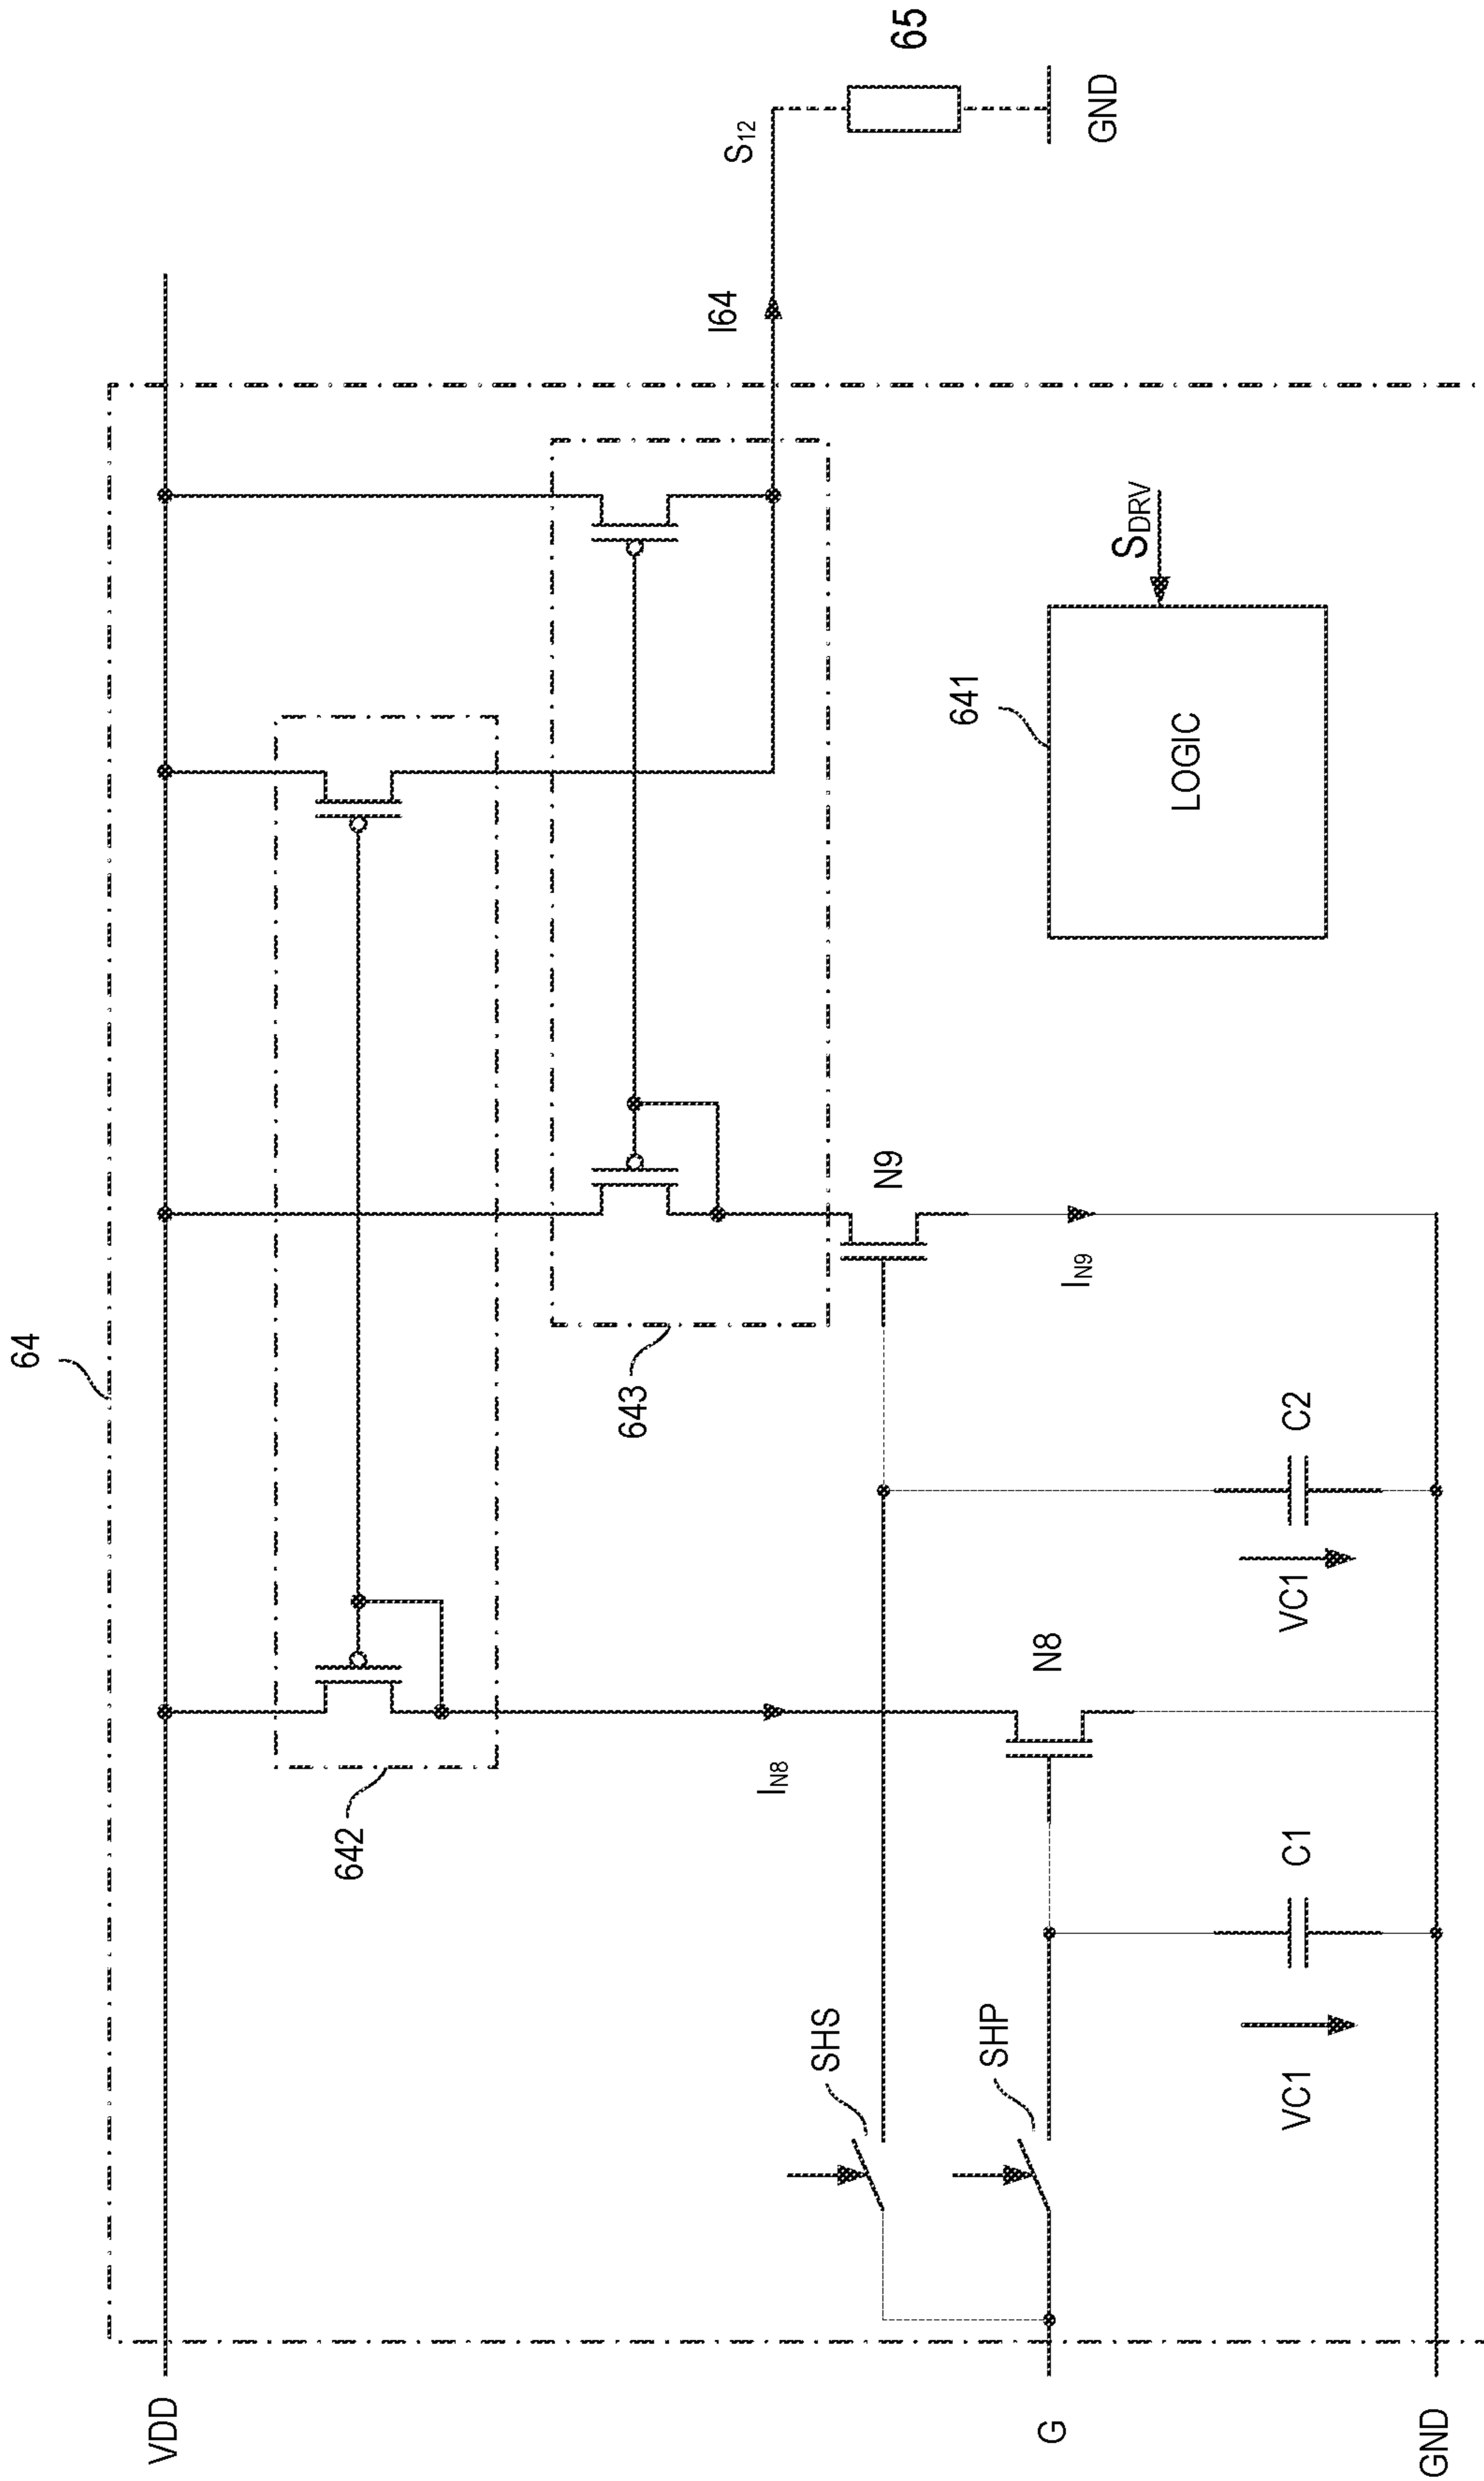 64
VDD
642
643
I64
S12
65
GND
IN8
N9
IN9
641
LOGIC
SDRV
SHS
SHP
N8
G
VC1
C1
VC1
C2
GND